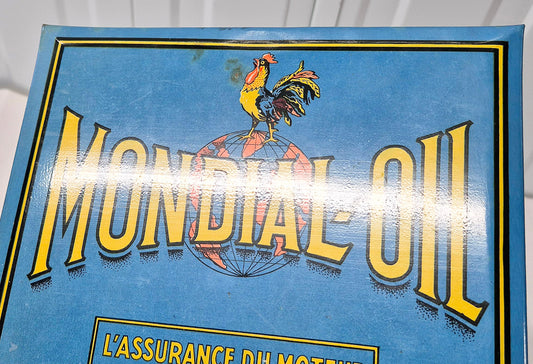 MONDIAL-OIL
L'ASSURANCE DU MOTEUR